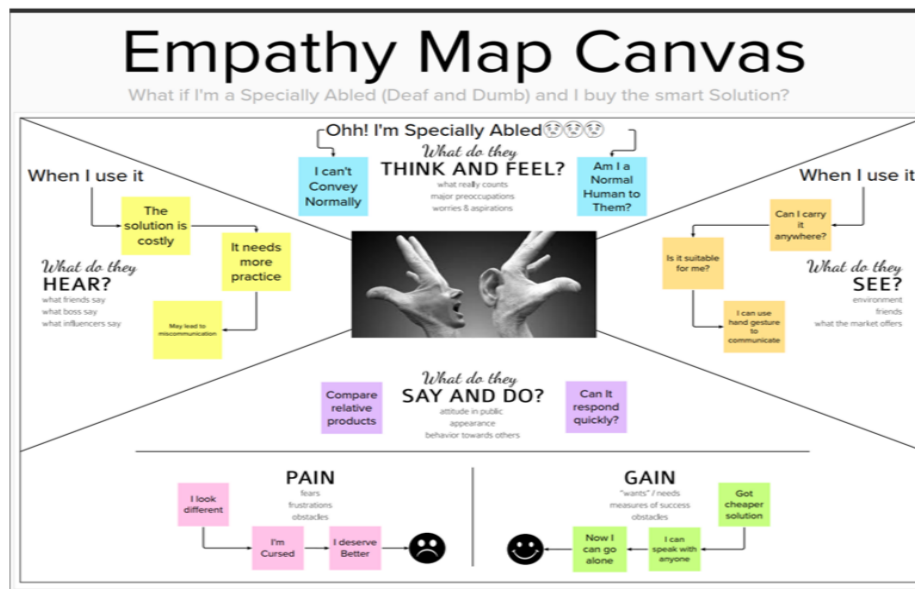 Empathy Map Canvas
What if I'm a Specially Abled (Deaf and Dumb) and I buy the smart Solution?
Ohh! I'm Specially Abled
What do they
THINK AND FEEL?
what really counts
major preoccupations
worries & aspirations
I can't
Convey
Normally
Am I a
Normal
Human to
Them?
When I use it
The
solution is
costly
It needs
more
practice
May lead to
miscommunication
What do they
HEAR?
what friends say
what boss say
what influencers say
When I use it
Can I carry
it
anywhere?
Is it suitable
for me?
I can use
hand gesture
to
communicate
What do they
SEE?
environment
friends
what the market offers
What do they
SAY AND DO?
attitude in public
appearance
behavior towards others
Compare
relative
products
Can It
respond
quickly?
PAIN
fears
frustrations
obstacles
I look
different
I'm
Cursed
I deserve
Better
GAIN
"wants" / needs
measures of success
obstacles
Got
cheaper
solution
I can
speak with
anyone
Now I
can go
alone